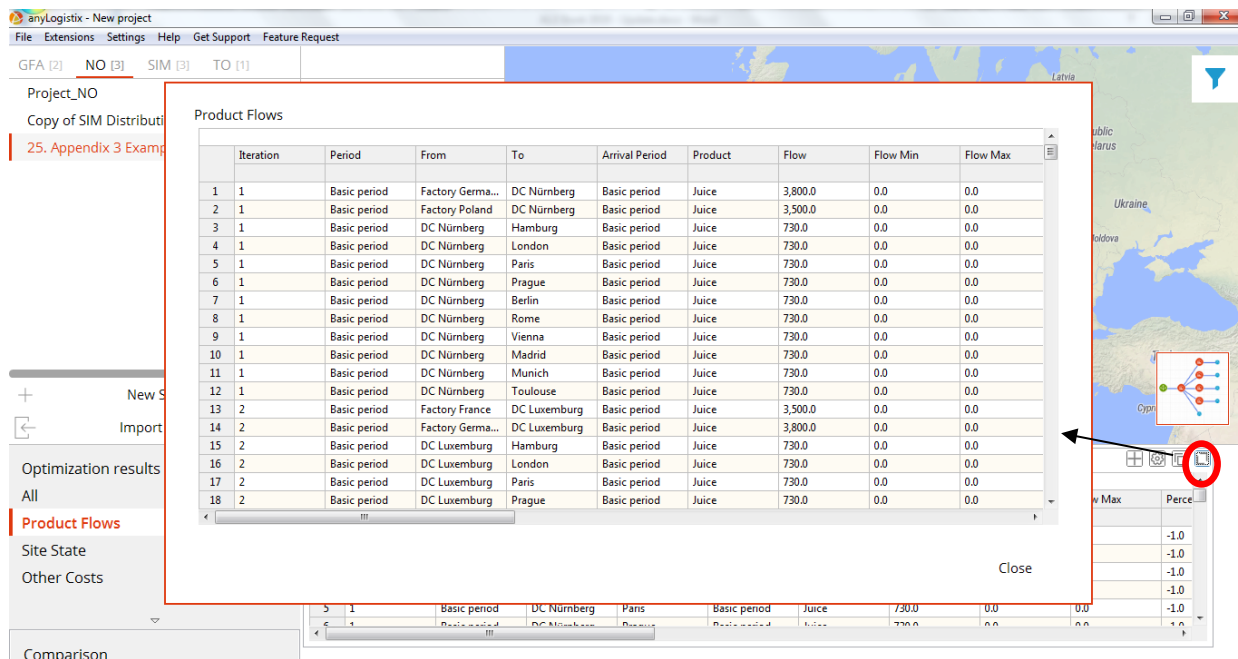 anyLogistix - New project
File Extensions Settings Help Get Support Feature Request
GFA [2] NO [3] SIM [3] TO [1]
Project_NO
Copy of SIM Distributi
25. Appendix 3 Examp
Latvia
Ukraine
Product Flows
Iteration Period From To Arrival Period Product Flow Flow Min Flow Max
1 1 Basic period Factory Germa... DC Nürnberg Basic period Juice 3,800.0 0.0 0.0
2 1 Basic period Factory Poland DC Nürnberg Basic period Juice 3,500.0 0.0 0.0
3 1 Basic period DC Nürnberg Hamburg Basic period Juice 730.0 0.0 0.0
4 1 Basic period DC Nürnberg London Basic period Juice 730.0 0.0 0.0
5 1 Basic period DC Nürnberg Paris Basic period Juice 730.0 0.0 0.0
6 1 Basic period DC Nürnberg Prague Basic period Juice 730.0 0.0 0.0
7 1 Basic period DC Nürnberg Berlin Basic period Juice 730.0 0.0 0.0
8 1 Basic period DC Nürnberg Rome Basic period Juice 730.0 0.0 0.0
9 1 Basic period DC Nürnberg Vienna Basic period Juice 730.0 0.0 0.0
10 1 Basic period DC Nürnberg Madrid Basic period Juice 730.0 0.0 0.0
11 1 Basic period DC Nürnberg Munich Basic period Juice 730.0 0.0 0.0
12 1 Basic period DC Nürnberg Toulouse Basic period Juice 730.0 0.0 0.0
13 2 Basic period Factory France DC Luxemburg Basic period Juice 3,500.0 0.0 0.0
14 2 Basic period Factory Germa... DC Luxemburg Basic period Juice 3,800.0 0.0 0.0
15 2 Basic period DC Luxemburg Hamburg Basic period Juice 730.0 0.0 0.0
16 2 Basic period DC Luxemburg London Basic period Juice 730.0 0.0 0.0
17 2 Basic period DC Luxemburg Paris Basic period Juice 730.0 0.0 0.0
18 2 Basic period DC Luxemburg Prague Basic period Juice 730.0 0.0 0.0
Close
New S
Import
Optimization results
All
Product Flows
Site State
Other Costs
Comparison
w Max Perce
-1.0
-1.0
-1.0
-1.0
5 1 Basic period DC Nürnberg Paris Basic period Juice 730.0 0.0 0.0 -1.0